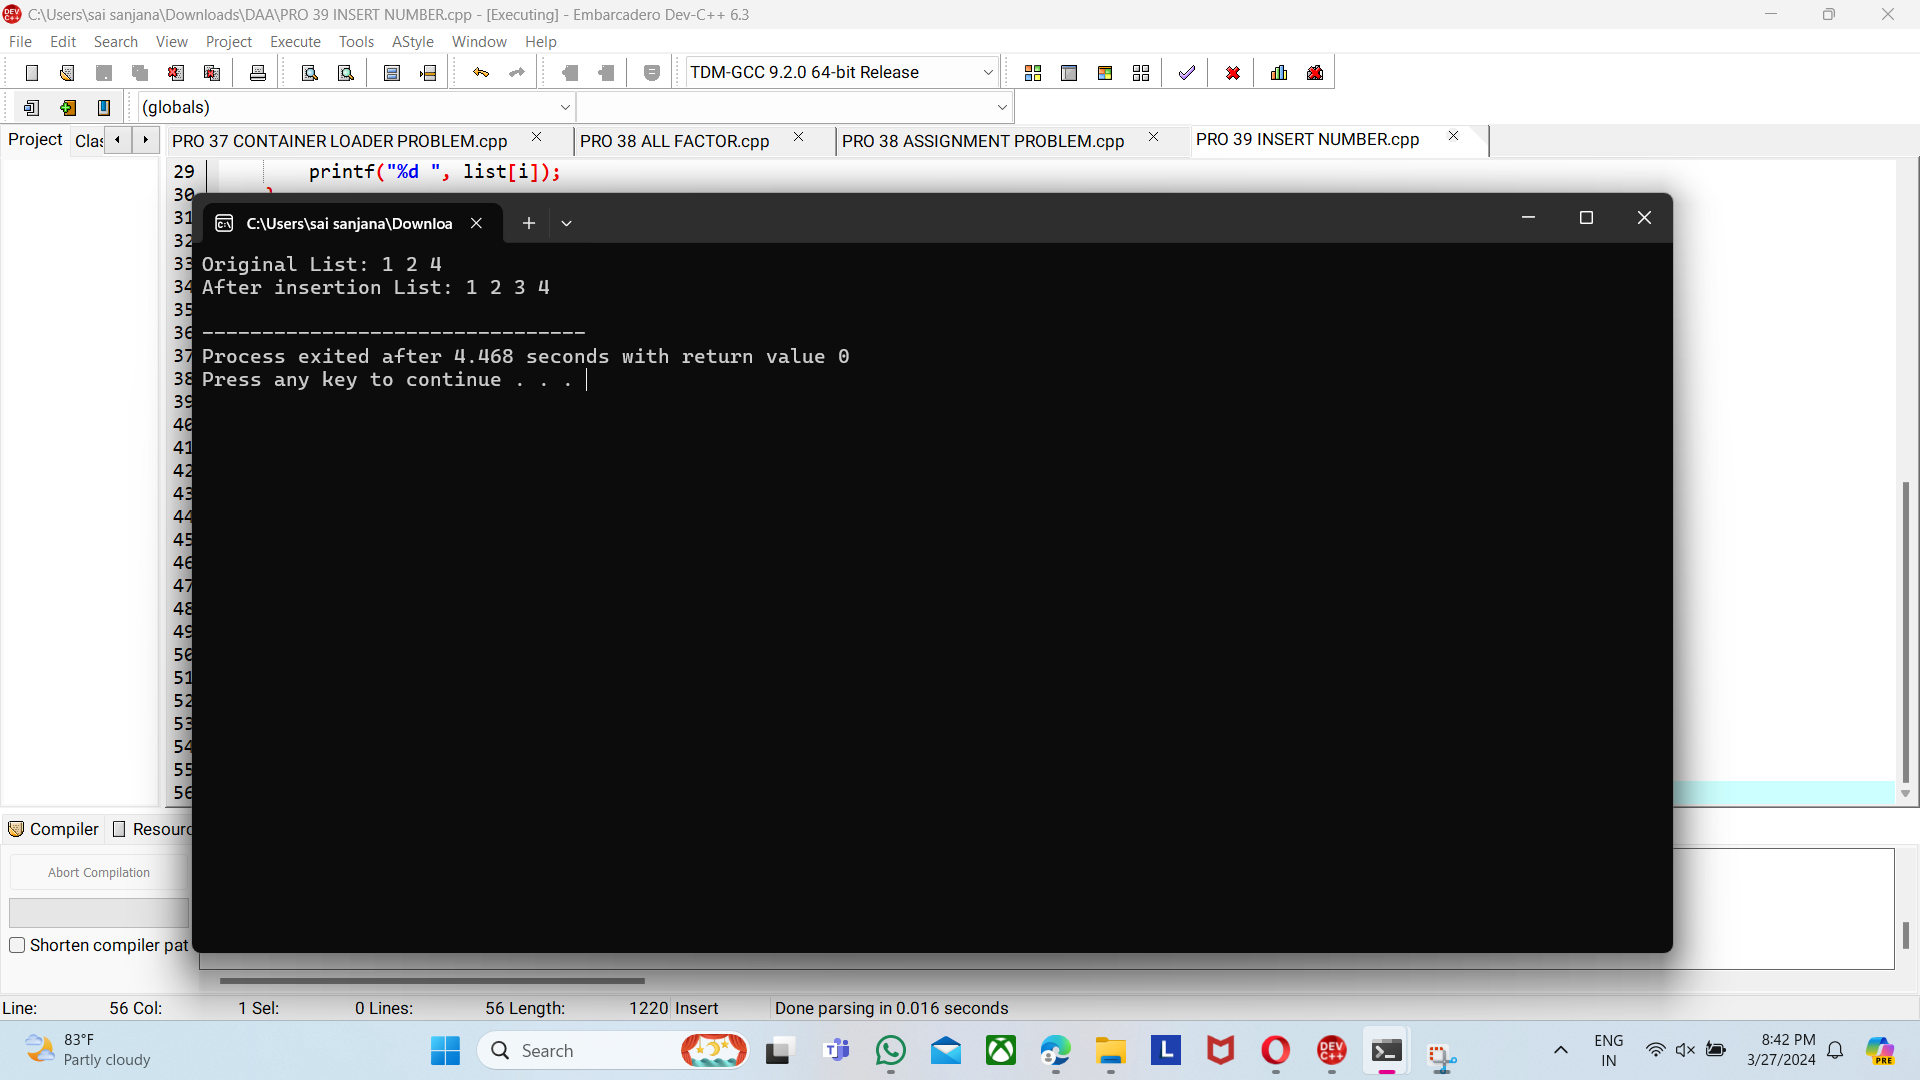 C:\Users\sai sanjana\Downloads\DAA\PRO 39 INSERT NUMBER.cpp - [Executing] - Embarcadero Dev-C++ 6.3
File Edit Search View Project Execute Tools AStyle Window Help
TDM-GCC 9.2.0 64-bit Release
(globals)
Project Clas PRO 37 CONTAINER LOADER PROBLEM.cpp PRO 38 ALL FACTOR.cpp PRO 38 ASSIGNMENT PROBLEM.cpp PRO 39 INSERT NUMBER.cpp
29 printf("%d ", list[i]);
30
31
32
33
34
35
36
37
38
39
40
41
42
43
44
45
46
47
48
49
50
51
52
53
54
55
56
C:\Users\sai sanjana\Downloa
Original List: 1 2 4
After insertion List: 1 2 3 4
--------------------------------
Process exited after 4.468 seconds with return value 0
Press any key to continue . . .
Compiler Resourc
Abort Compilation
Shorten compiler pat
Line: 56 Col: 1 Sel: 0 Lines: 56 Length: 1220 Insert Done parsing in 0.016 seconds
83°F
Partly cloudy
Search
ENG
IN
8:42 PM
3/27/2024